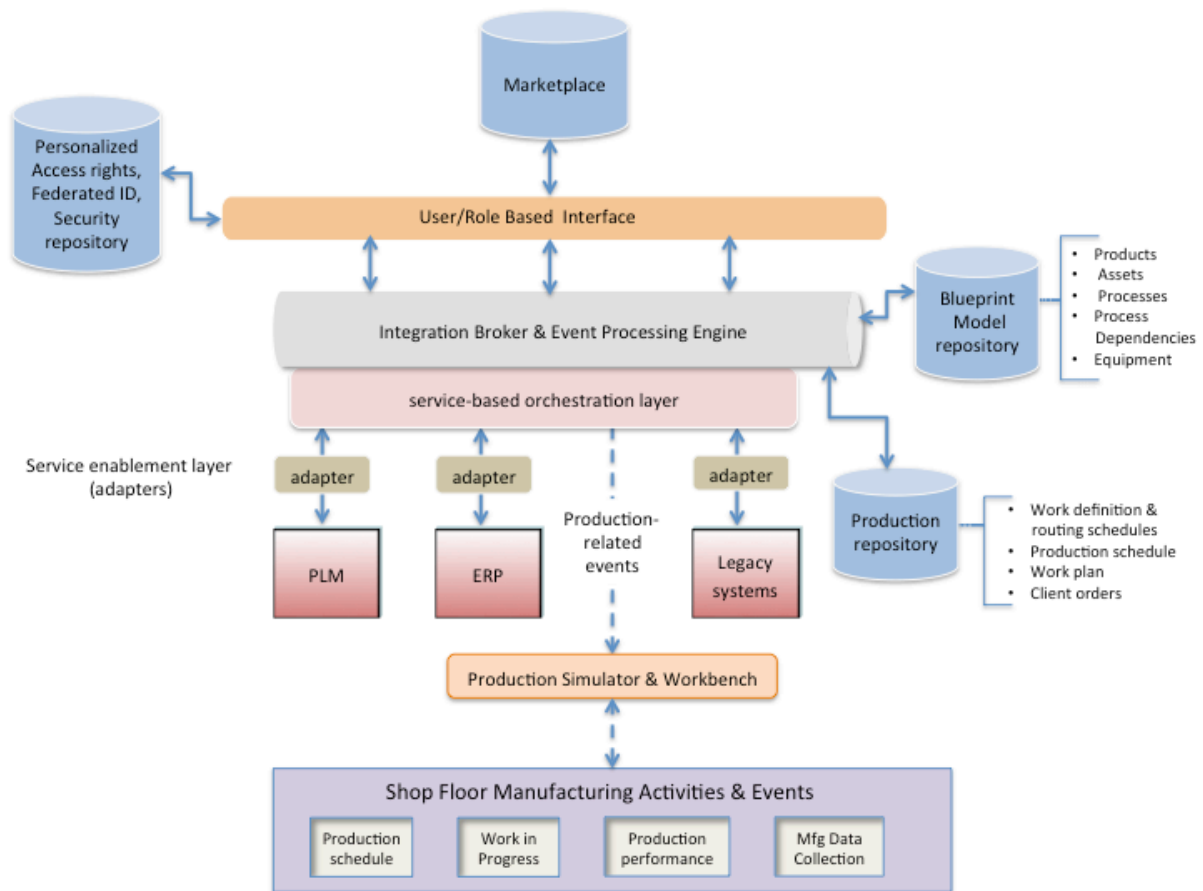 Marketplace
Personalized
Access rights,
Federated ID,
Security
repository
User/Role Based Interface
Integration Broker & Event Processing Engine
Blueprint
Model
repository
• Products
• Assets
• Processes
• Process
Dependencies
• Equipment
service-based orchestration layer
Service enablement layer
(adapters)
adapter
adapter
adapter
PLM
ERP
Production-
related
events
Legacy
systems
Production
repository
• Work definition &
routing schedules
• Production schedule
• Work plan
• Client orders
Production Simulator & Workbench
Shop Floor Manufacturing Activities & Events
Production
schedule
Work in
Progress
Production
performance
Mfg Data
Collection